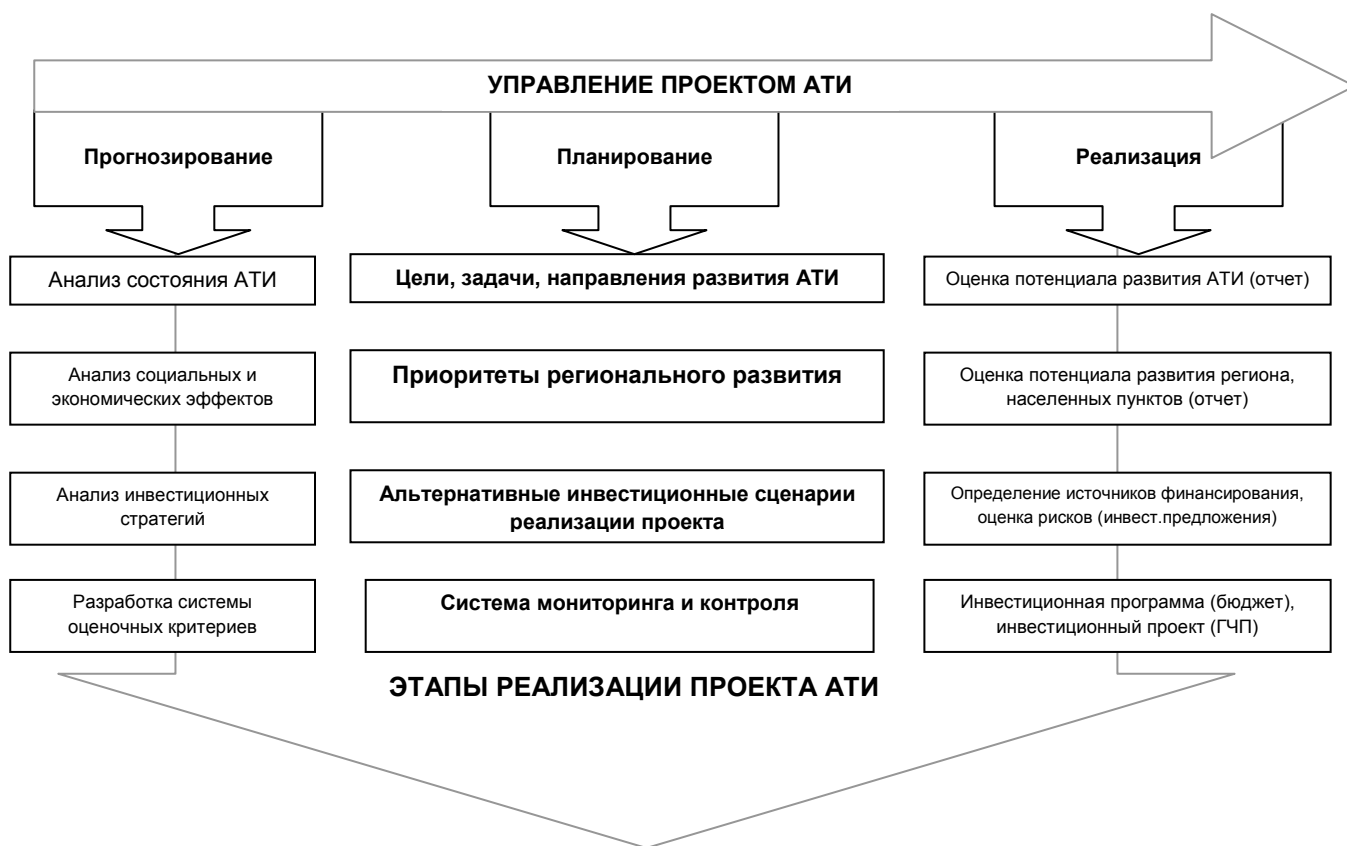 УПРАВЛЕНИЕ ПРОЕКТОМ АТИ
Прогнозирование
Планирование
Реализация
Анализ состояния АТИ
Цели, задачи, направления развития АТИ
Оценка потенциала развития АТИ (отчет)
Анализ социальных и
экономических эффектов
Приоритеты регионального развития
Оценка потенциала развития региона,
населенных пунктов (отчет)
Анализ инвестиционных
стратегий
Альтернативные инвестиционные сценарии
реализации проекта
Определение источников финансирования,
оценка рисков (инвест.предложения)
Разработка системы
оценочных критериев
Система мониторинга и контроля
Инвестиционная программа (бюджет),
инвестиционный проект (ГЧП)
ЭТАПЫ РЕАЛИЗАЦИИ ПРОЕКТА АТИ